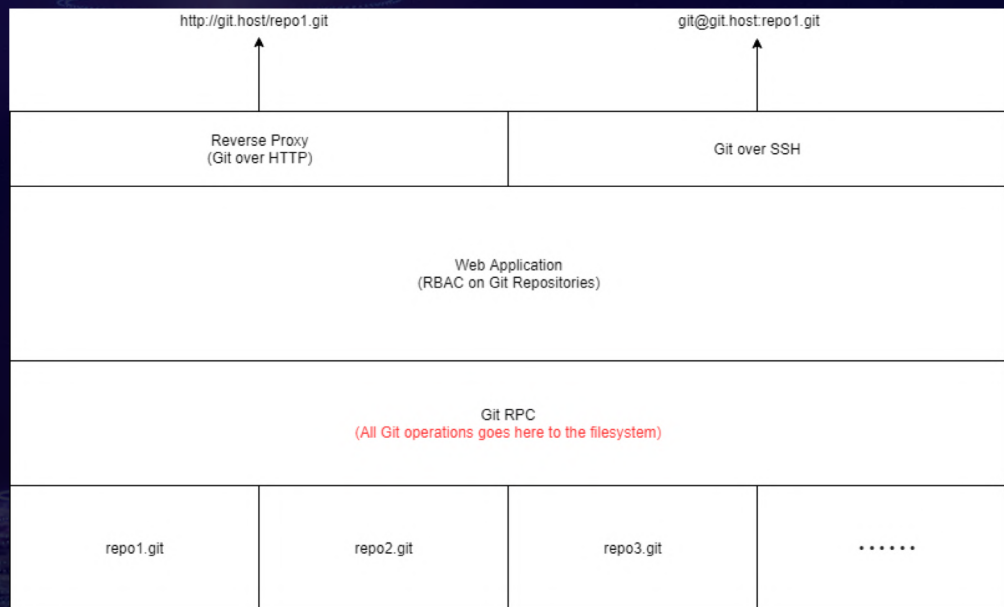 http://git.host/repo1.git
git@git.host:repo1.git
Reverse Proxy
(Git over HTTP)
Git over SSH
Web Application
(RBAC on Git Repositories)
Git RPC
(All Git operations goes here to the filesystem)
repo1.git
repo2.git
repo3.git
······